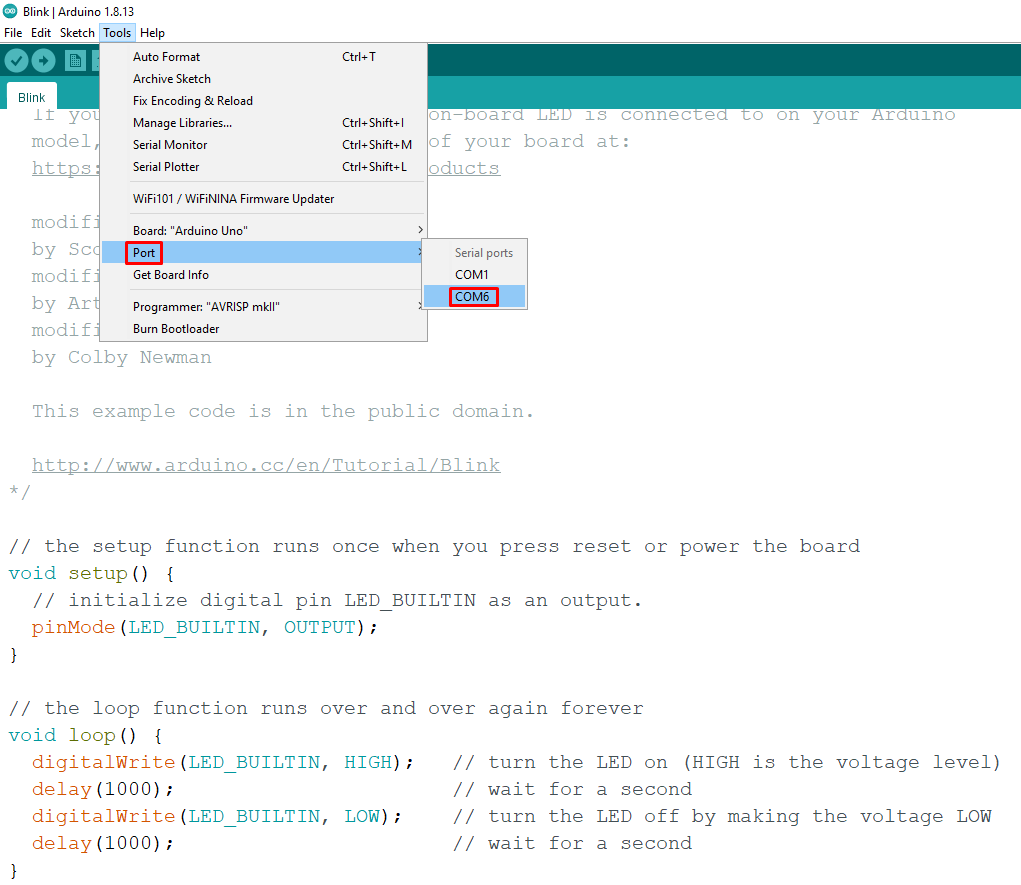 Blink | Arduino 1.8.13
File Edit Sketch Tools Help
Auto Format Ctrl+T
Archive Sketch
Fix Encoding & Reload
Manage Libraries... Ctrl+Shift+I
Serial Monitor Ctrl+Shift+M
Serial Plotter Ctrl+Shift+L
WiFi101 / WiFiNINA Firmware Updater
Board: "Arduino Uno"
Port
Get Board Info
Programmer: "AVRISP mkII"
Burn Bootloader
Serial ports
COM1
COM6
Blink
If you on-board LED is connected to on your Arduino
model, of your board at:
https: oducts
modifi
by Sco
modifi
by Art
modifi
by Colby Newman
This example code is in the public domain.
http://www.arduino.cc/en/Tutorial/Blink
*/
// the setup function runs once when you press reset or power the board
void setup() {
// initialize digital pin LED_BUILTIN as an output.
pinMode(LED_BUILTIN, OUTPUT);
}
// the loop function runs over and over again forever
void loop() {
digitalWrite(LED_BUILTIN, HIGH); // turn the LED on (HIGH is the voltage level)
delay(1000); // wait for a second
digitalWrite(LED_BUILTIN, LOW); // turn the LED off by making the voltage LOW
delay(1000); // wait for a second
}